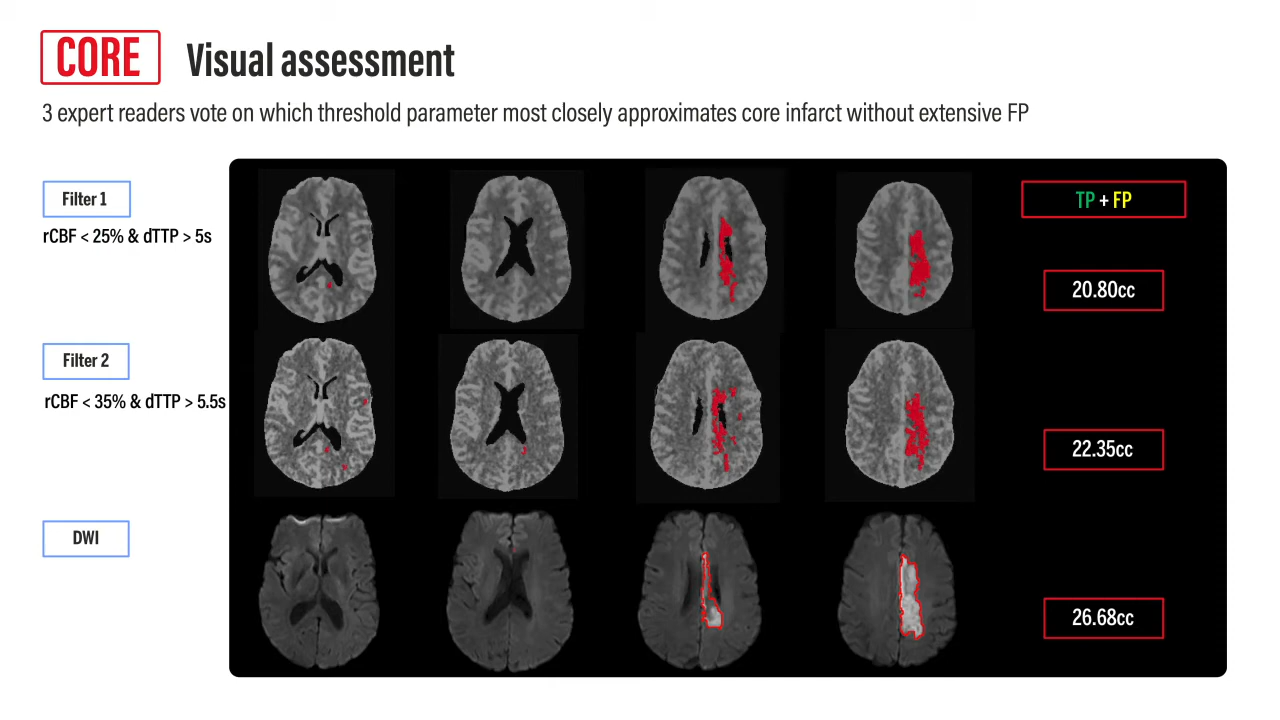 CORE Visual assessment
3 expert readers vote on which threshold parameter most closely approximates core infarct without extensive FP
Filter 1
TP + FP
rCBF < 25% & dTTP > 5s
20.80cc
Filter 2
rCBF < 35% & dTTP > 5.5s
22.35cc
DWI
26.68cc